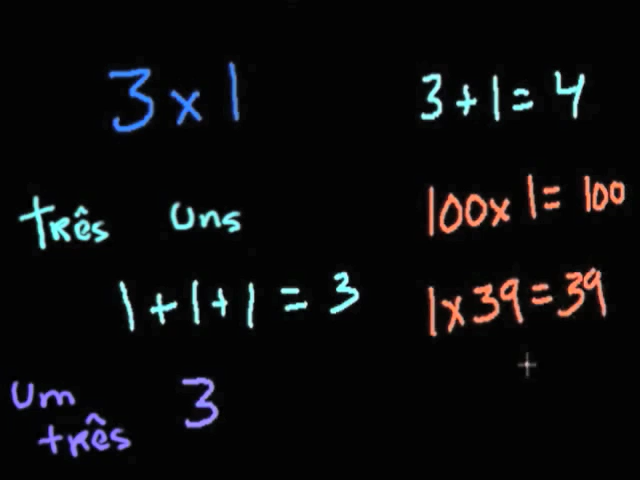 3 x 1
três uns
1 + 1 + 1 = 3
um 3
três
3 + 1 = 4
100 x 1 = 100
1 x 39 = 39